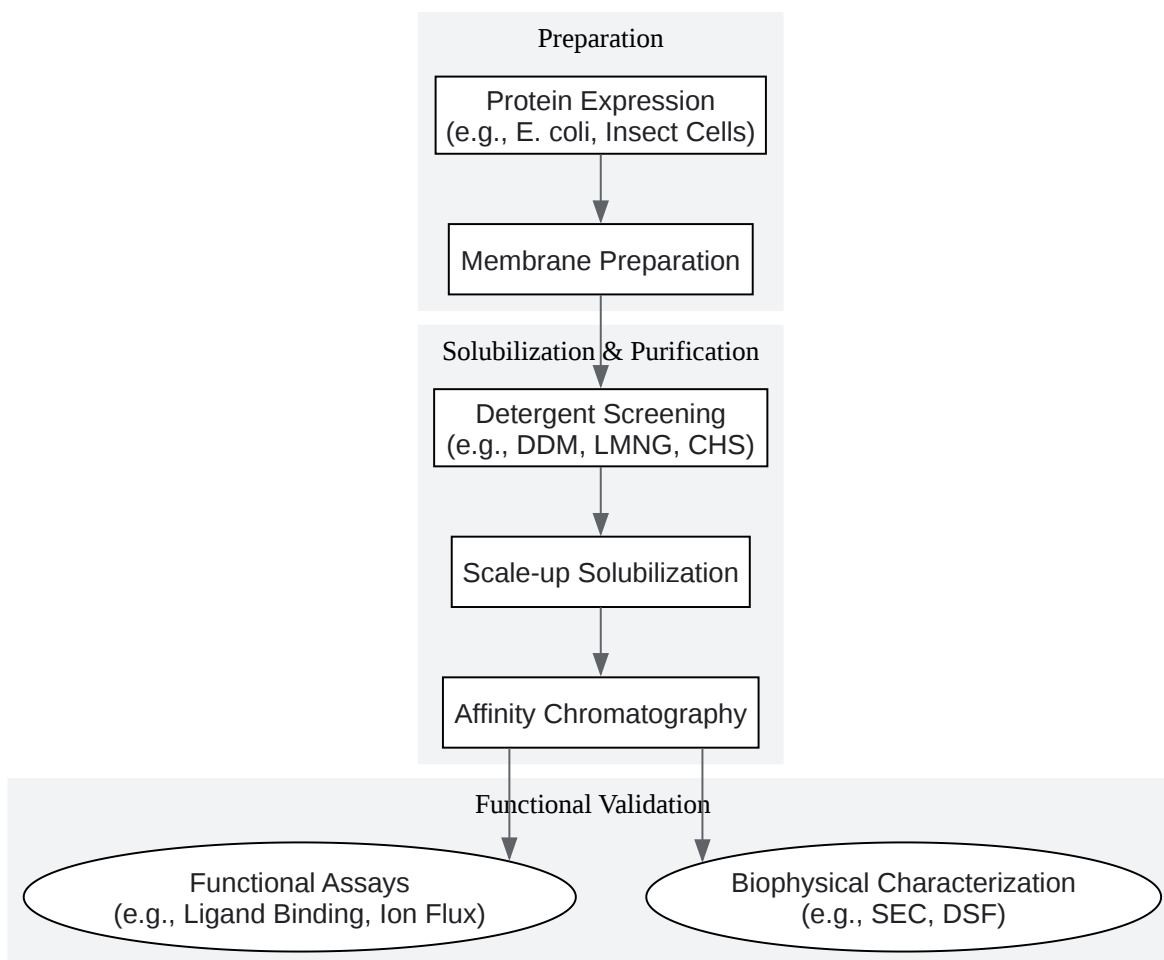 Preparation
Protein Expression
(e.g., E. coli, Insect Cells)
Membrane Preparation
Solubilization & Purification
Detergent Screening
(e.g., DDM, LMNG, CHS)
Scale-up Solubilization
Affinity Chromatography
Functional Validation
Functional Assays
(e.g., Ligand Binding, Ion Flux)
Biophysical Characterization
(e.g., SEC, DSF)